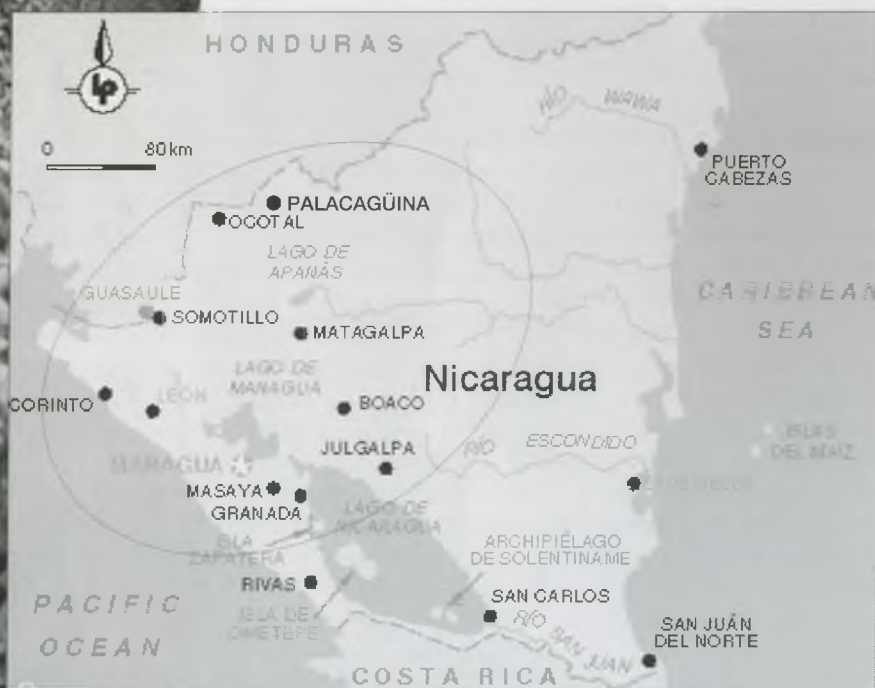 HONDURAS
lp
0 80 km
RÍO WAWA
PUERTO
CABEZAS
PALACAGÜINA
OCOTAL
LAGO DE
APANÁS
GUASAULE
SOMOTILLO
MATAGALPA
CARIBBEAN
SEA
LAGO DE
MANAGUA
Nicaragua
CORINTO
LEÓN
BOACO
JULGALPA
RÍO ESCONDIDO
ISLAS
DEL MAÍZ
MANAGUA
MASAYA
GRANADA
LAGO DE
NICARAGUA
ISLA
ZAPATERA
ARCHIPIÉLAGO
DE SOLENTINAME
RIVAS
ISLA DE
OMETEPE
SAN CARLOS
RÍO SAN JUAN
SAN JUÁN
DEL NORTE
PACIFIC
OCEAN
COSTA RICA